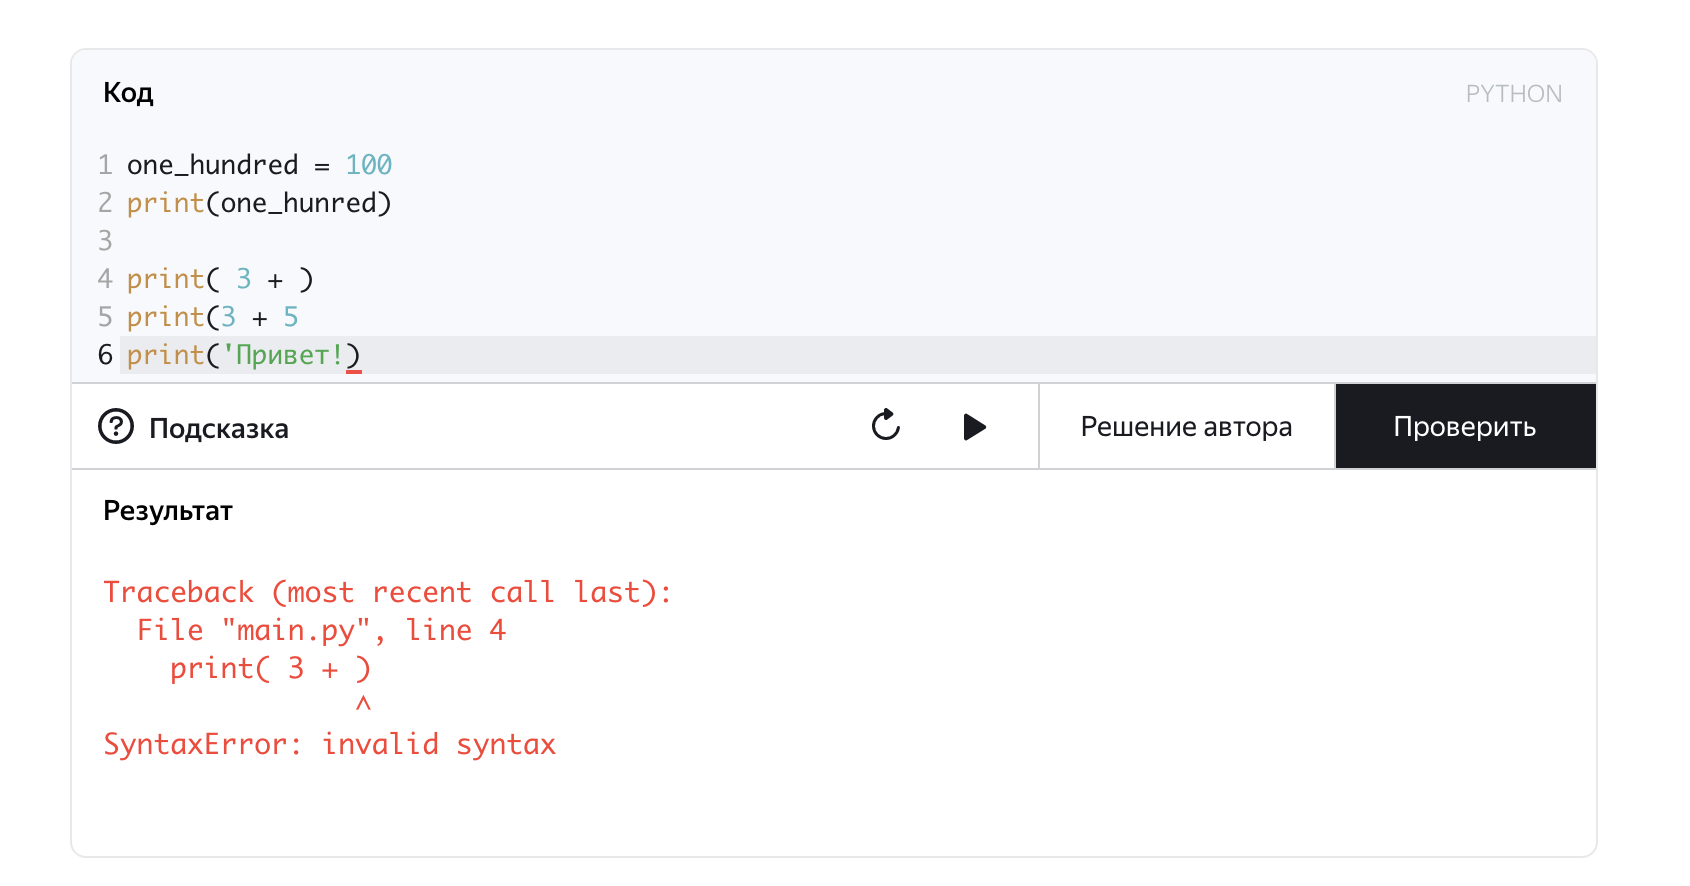 Код
PYTHON
1 one_hundred = 100
2 print(one_hunred)
3
4 print( 3 + )
5 print(3 + 5
6 print('Привет!)
? Подсказка
Решение автора
Проверить
Результат
Traceback (most recent call last):
  File "main.py", line 4
    print( 3 + )
               ^
SyntaxError: invalid syntax